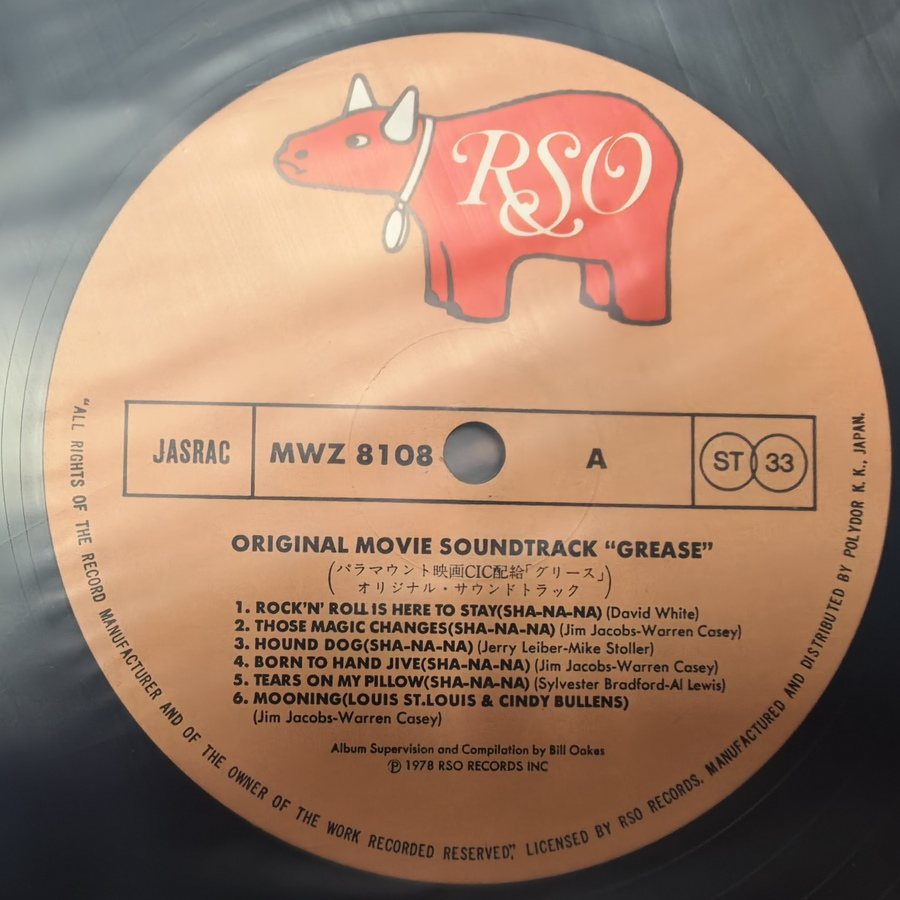 RSO
JASRAC
MWZ 8108
A
ST 33
ORIGINAL MOVIE SOUNDTRACK “GREASE”
(パラマウント映画CIC配給「グリース」
オリジナル・サウンドトラック)
1. ROCK'N' ROLL IS HERE TO STAY(SHA-NA-NA) (David White)
2. THOSE MAGIC CHANGES(SHA-NA-NA) (Jim Jacobs-Warren Casey)
3. HOUND DOG(SHA-NA-NA) (Jerry Leiber-Mike Stoller)
4. BORN TO HAND JIVE(SHA-NA-NA) (Jim Jacobs-Warren Casey)
5. TEARS ON MY PILLOW(SHA-NA-NA) (Sylvester Bradford-Al Lewis)
6. MOONING(LOUIS ST.LOUIS & CINDY BULLENS)
(Jim Jacobs-Warren Casey)
Album Supervision and Compilation by Bill Oakes
℗ 1978 RSO RECORDS INC
“ALL RIGHTS OF THE RECORD MANUFACTURER AND OF THE OWNER OF THE WORK RECORDED RESERVED”, LICENSED BY RSO RECORDS. MANUFACTURED AND DISTRIBUTED BY POLYDOR K. K., JAPAN.